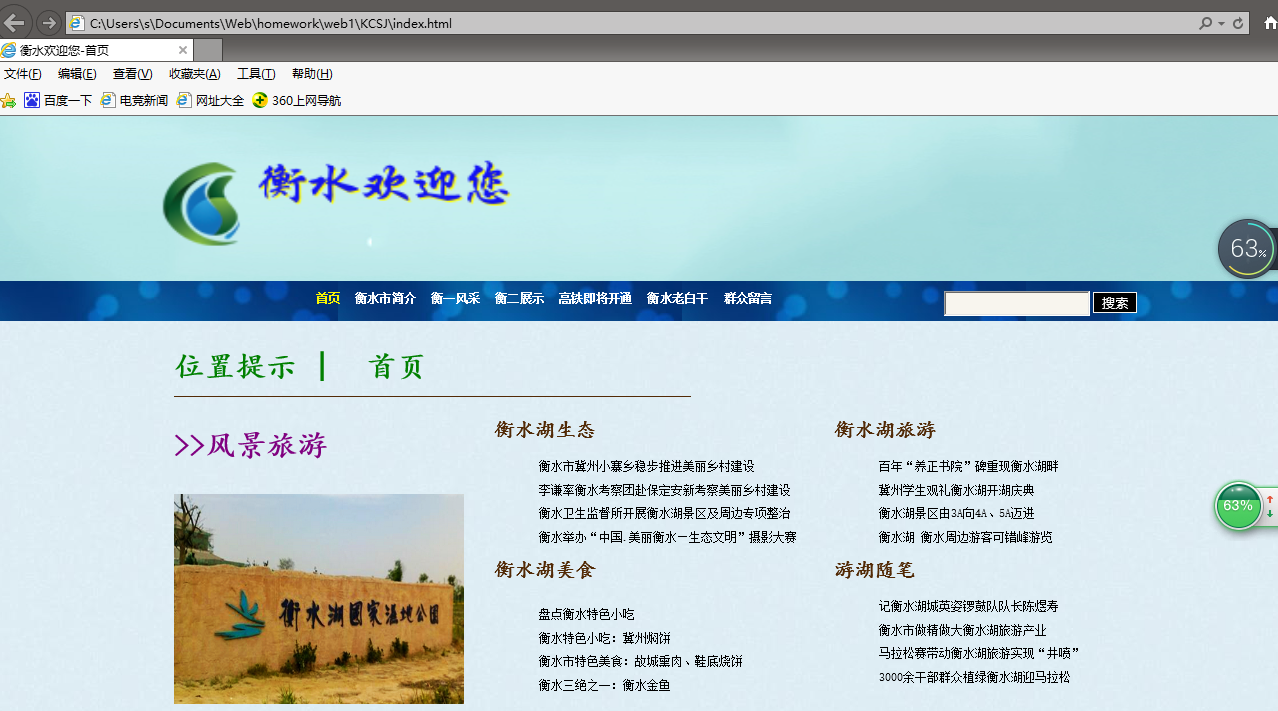 C:\Users\s\Documents\Web\homework\web1\KCSJ\index.html
衡水欢迎您-首页
文件(F) 编辑(E) 查看(V) 收藏夹(A) 工具(T) 帮助(H)
百度一下 电竞新闻 网址大全 360上网导航
衡水欢迎您
63%
首页 衡水市简介 衡一风采 衡二展示 高铁即将开通 衡水老白干 群众留言 搜索
位置提示 | 首页
>>风景旅游
衡水湖国家湿地公园
衡水湖生态
衡水市冀州小寨乡稳步推进美丽乡村建设
李谦率衡水考察团赴保定安新考察美丽乡村建设
衡水卫生监督所开展衡水湖景区及周边专项整治
衡水举办“中国.美丽衡水—生态文明”摄影大赛
衡水湖旅游
百年“养正书院”碑重现衡水湖畔
冀州学生观礼衡水湖开湖庆典
衡水湖景区由3A向4A、5A迈进
衡水湖 衡水周边游客可错峰游览
63%
衡水湖美食
盘点衡水特色小吃
衡水特色小吃：冀州焖饼
衡水市特色美食：故城熏肉、鞋底烧饼
衡水三绝之一：衡水金鱼
游湖随笔
记衡水湖城英姿锣鼓队队长陈煜寿
衡水市做精做大衡水湖旅游产业
马拉松赛带动衡水湖旅游实现“井喷”
3000余干部群众植绿衡水湖迎马拉松